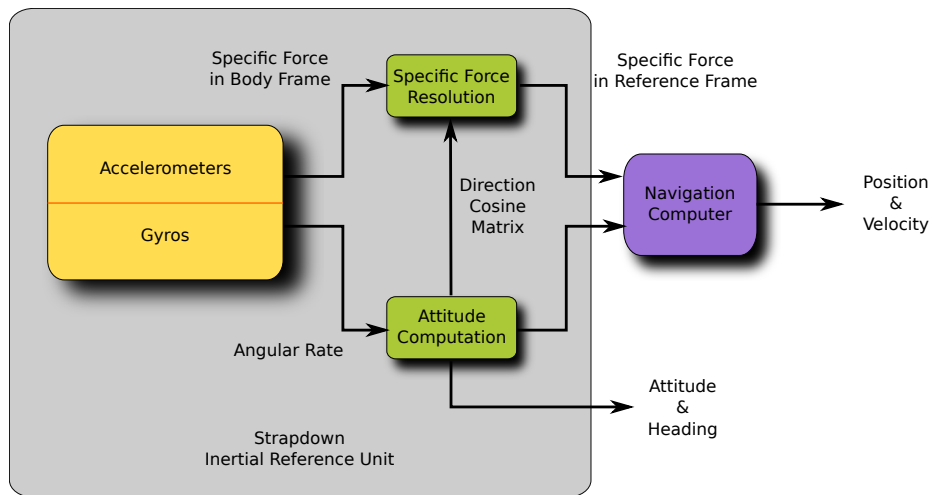 Specific Force
in Body Frame
Specific Force
Resolution
Specific Force
in Reference Frame
Accelerometers
Gyros
Direction
Cosine
Matrix
Navigation
Computer
Position
&
Velocity
Attitude
Computation
Angular Rate
Attitude
&
Heading
Strapdown
Inertial Reference Unit